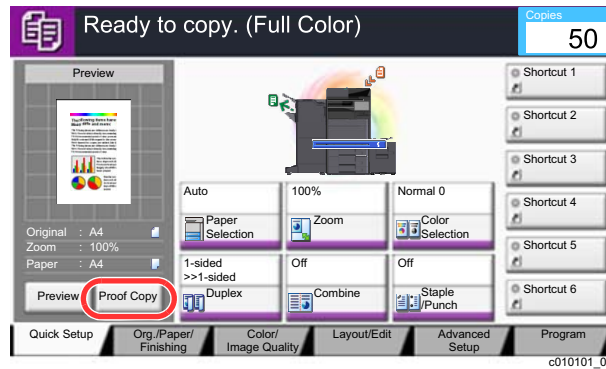 Ready to copy. (Full Color)
Copies
50
Preview
Original : A4
Zoom : 100%
Paper : A4
Preview
Proof Copy
Auto
Paper
Selection
100%
Zoom
Normal 0
Color
Selection
1-sided
>>1-sided
Duplex
Off
Combine
Off
Staple
/Punch
Shortcut 1
Shortcut 2
Shortcut 3
Shortcut 4
Shortcut 5
Shortcut 6
Quick Setup
Org./Paper/
Finishing
Color/
Image Quality
Layout/Edit
Advanced
Setup
Program
c010101_0